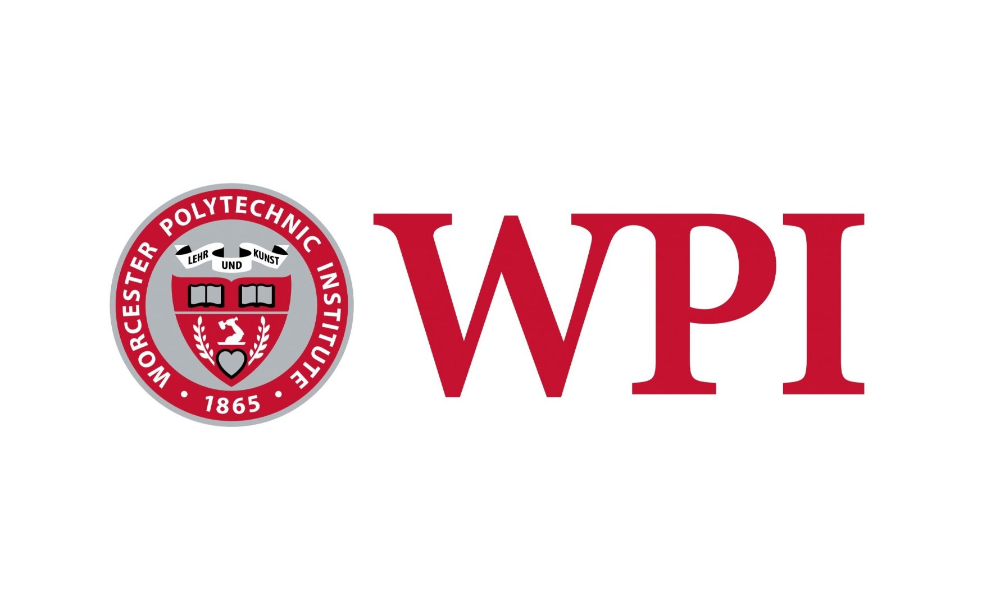 WORCESTER POLYTECHNIC INSTITUTE
LEHR UND KUNST
· 1865 ·
WPI